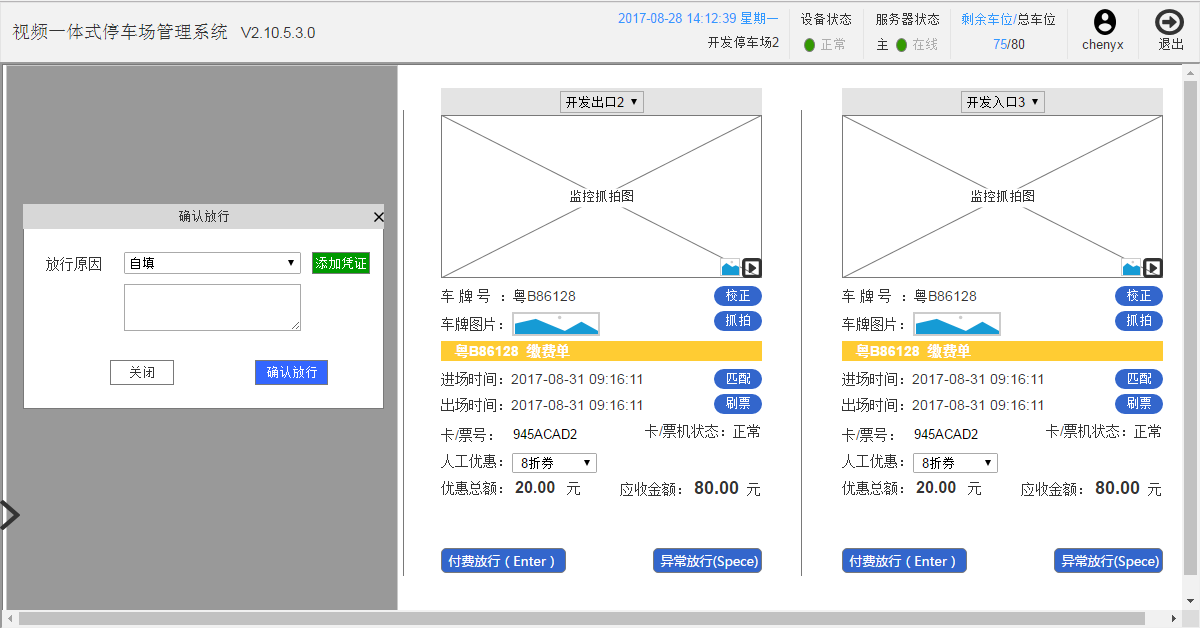 视频一体式停车场管理系统 V2.10.5.3.0
2017-08-28 14:12:39 星期一
开发停车场2
设备状态
正常
服务器状态
主 在线
剩余车位/总车位
75/80
chenyx
退出
确认放行
放行原因 自填 添加凭证
关闭 确认放行
开发出口2
监控抓拍图
车 牌 号 ：粤B86128 校正
车牌图片： 抓拍
粤B86128 缴费单
进场时间：2017-08-31 09:16:11 匹配
出场时间：2017-08-31 09:16:11 刷票
卡/票号： 945ACAD2 卡/票机状态：正常
人工优惠： 8折券
优惠总额： 20.00 元 应收金额： 80.00 元
付费放行（Enter） 异常放行(Spece)
开发入口3
监控抓拍图
车 牌 号 ：粤B86128 校正
车牌图片： 抓拍
粤B86128 缴费单
进场时间：2017-08-31 09:16:11 匹配
出场时间：2017-08-31 09:16:11 刷票
卡/票号： 945ACAD2 卡/票机状态：正常
人工优惠： 8折券
优惠总额： 20.00 元 应收金额： 80.00 元
付费放行（Enter） 异常放行(Spece)